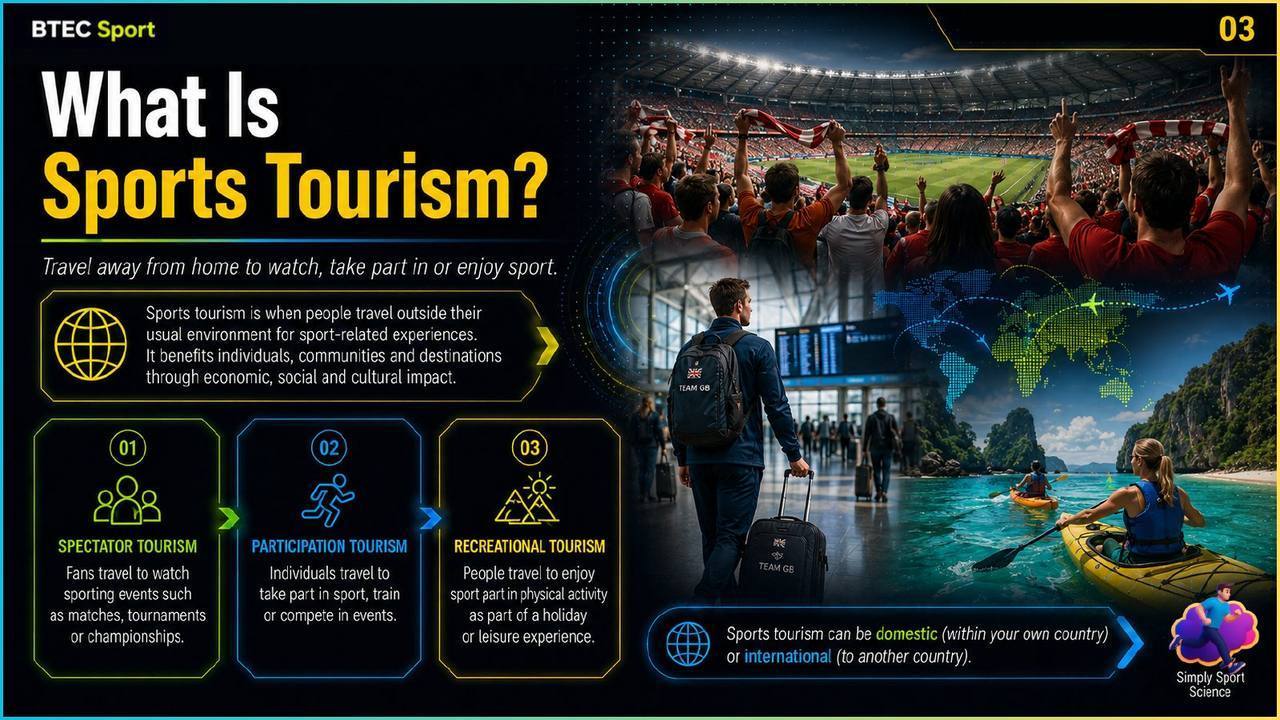 BTEC Sport
03
What Is
Sports Tourism?
Travel away from home to watch, take part in or enjoy sport.
Sports tourism is when people travel outside their
usual environment for sport-related experiences.
It benefits individuals, communities and destinations
through economic, social and cultural impact.
01
SPECTATOR TOURISM
Fans travel to watch
sporting events such
as matches, tournaments
or championships.
02
PARTICIPATION TOURISM
Individuals travel to
take part in sport, train
or compete in events.
03
RECREATIONAL TOURISM
People travel to enjoy
sport part in physical activity
as part of a holiday
or leisure experience.
TEAM GB
TEAM GB
Sports tourism can be domestic (within your own country)
or international (to another country).
Simply Sport
Science